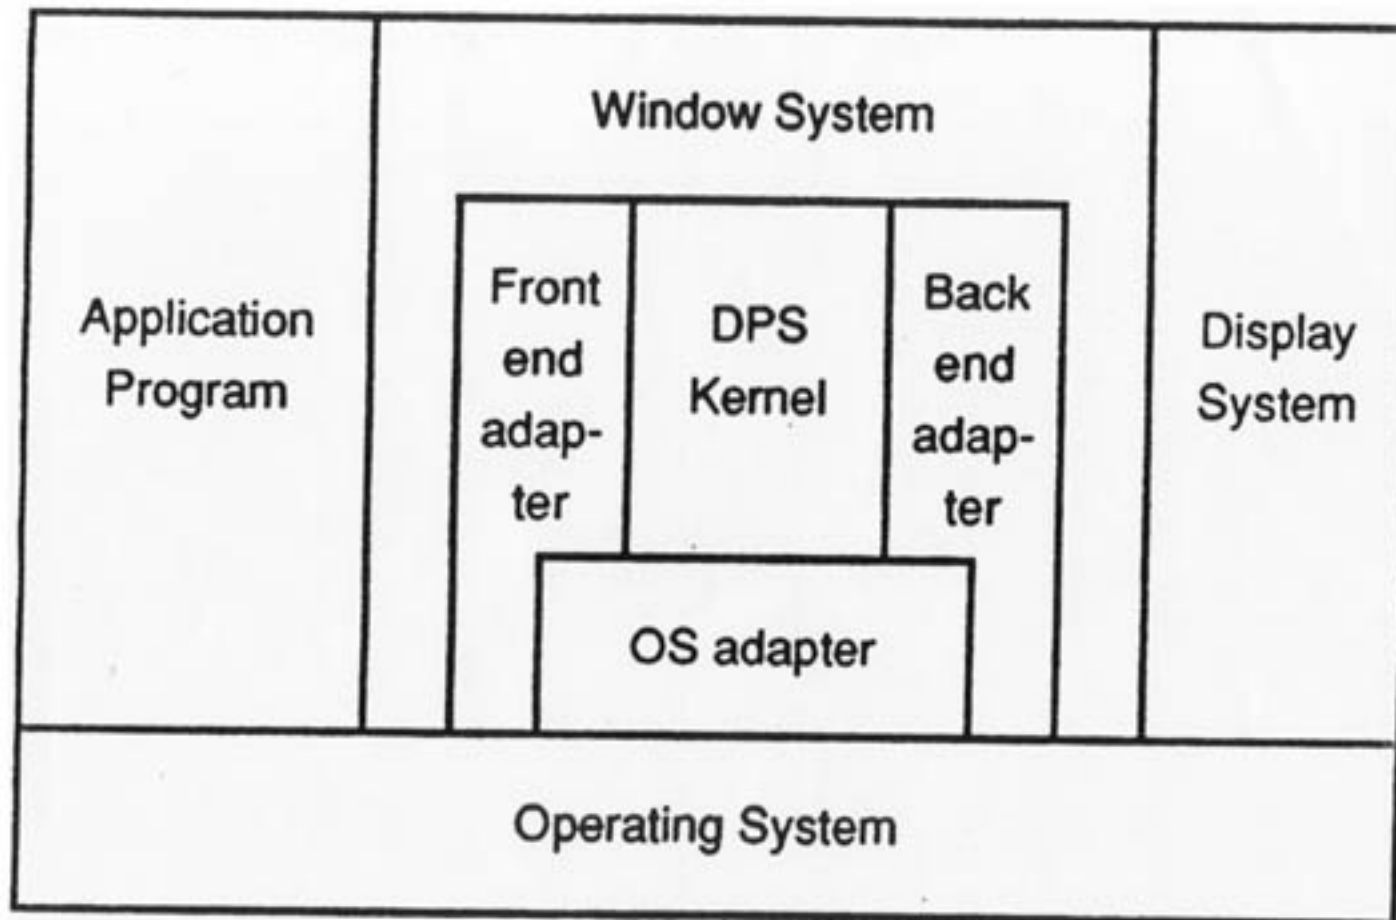 Window System
Application
Program
Front
end
adap-
ter
DPS
Kernel
Back
end
adap-
ter
Display
System
OS adapter
Operating System